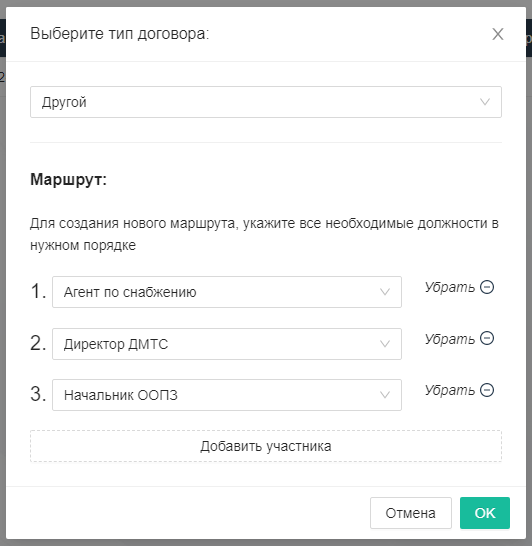 Выберите тип договора:
Другой
Маршрут:
Для создания нового маршрута, укажите все необходимые должности в
нужном порядке
1. Агент по снабжению Убрать
2. Директор ДМТС Убрать
3. Начальник ООПЗ Убрать
Добавить участника
Отмена OK